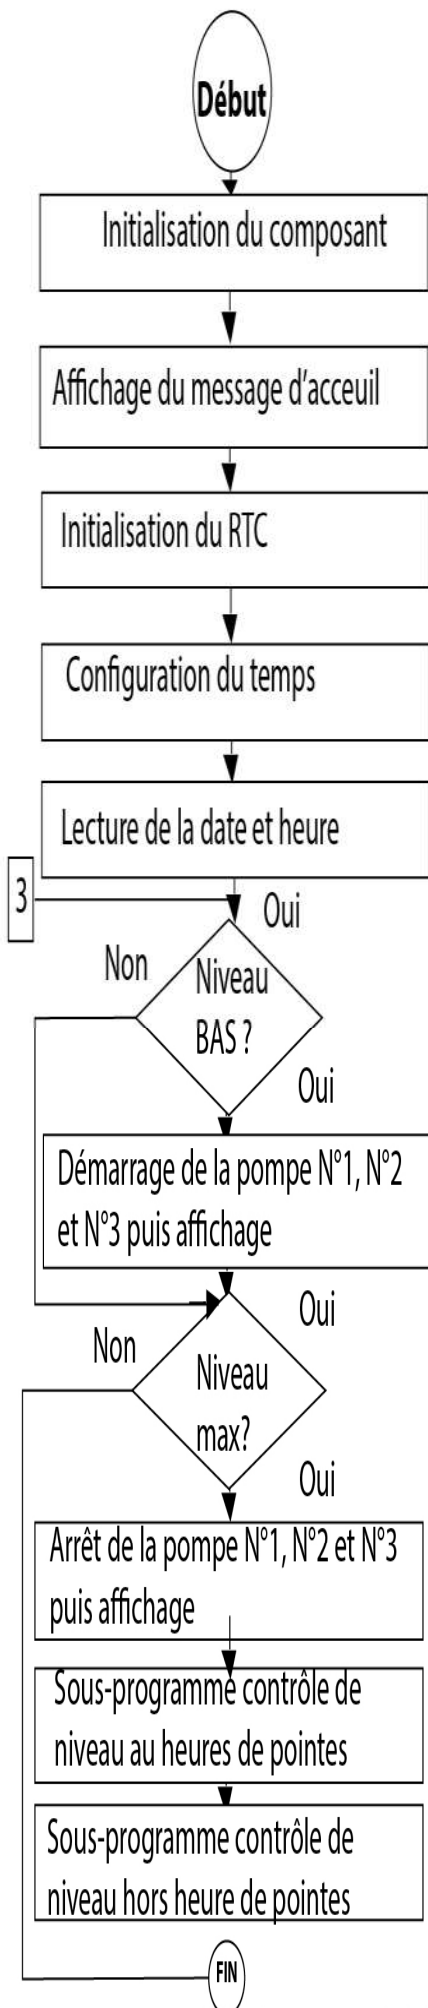 Début
Initialisation du composant
Affichage du message d’acceuil
Initialisation du RTC
Configuration du temps
Lecture de la date et heure
3
Oui
Non
Niveau
BAS ?
Oui
Démarrage de la pompe N°1, N°2
et N°3 puis affichage
Oui
Non
Niveau
max?
Oui
Arrêt de la pompe N°1, N°2 et N°3
puis affichage
Sous-programme contrôle de
niveau au heures de pointes
Sous-programme contrôle de
niveau hors heure de pointes
FIN